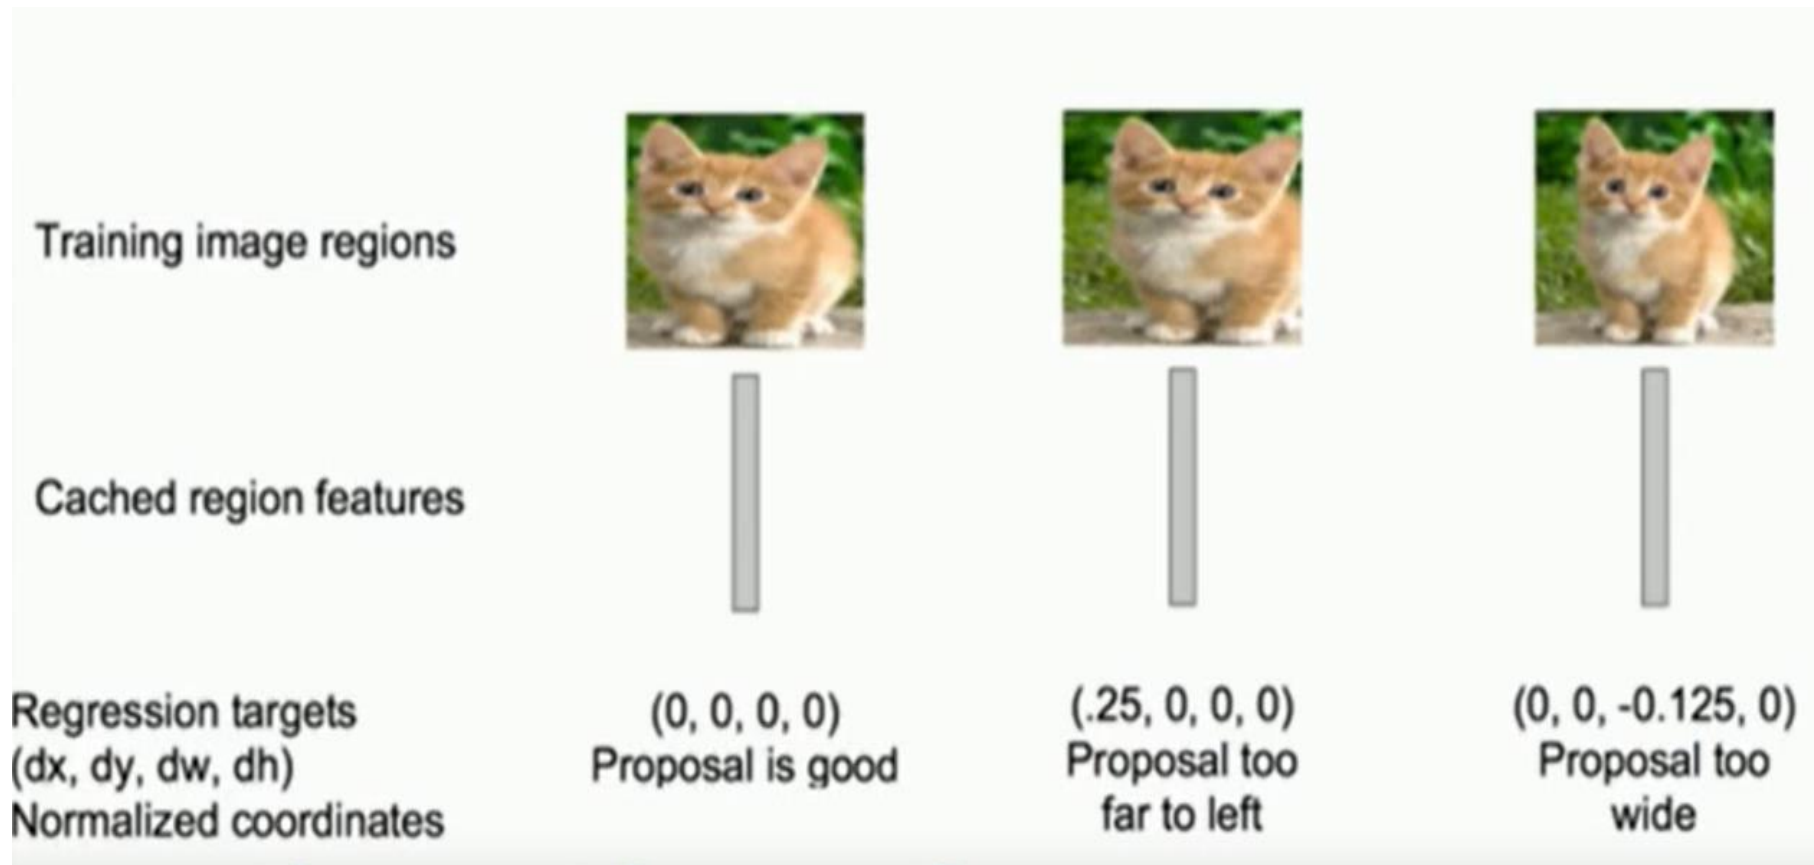 Training image regions
Cached region features
Regression targets
(dx, dy, dw, dh)
Normalized coordinates
(0, 0, 0, 0)
Proposal is good
(.25, 0, 0, 0)
Proposal too
far to left
(0, 0, -0.125, 0)
Proposal too
wide